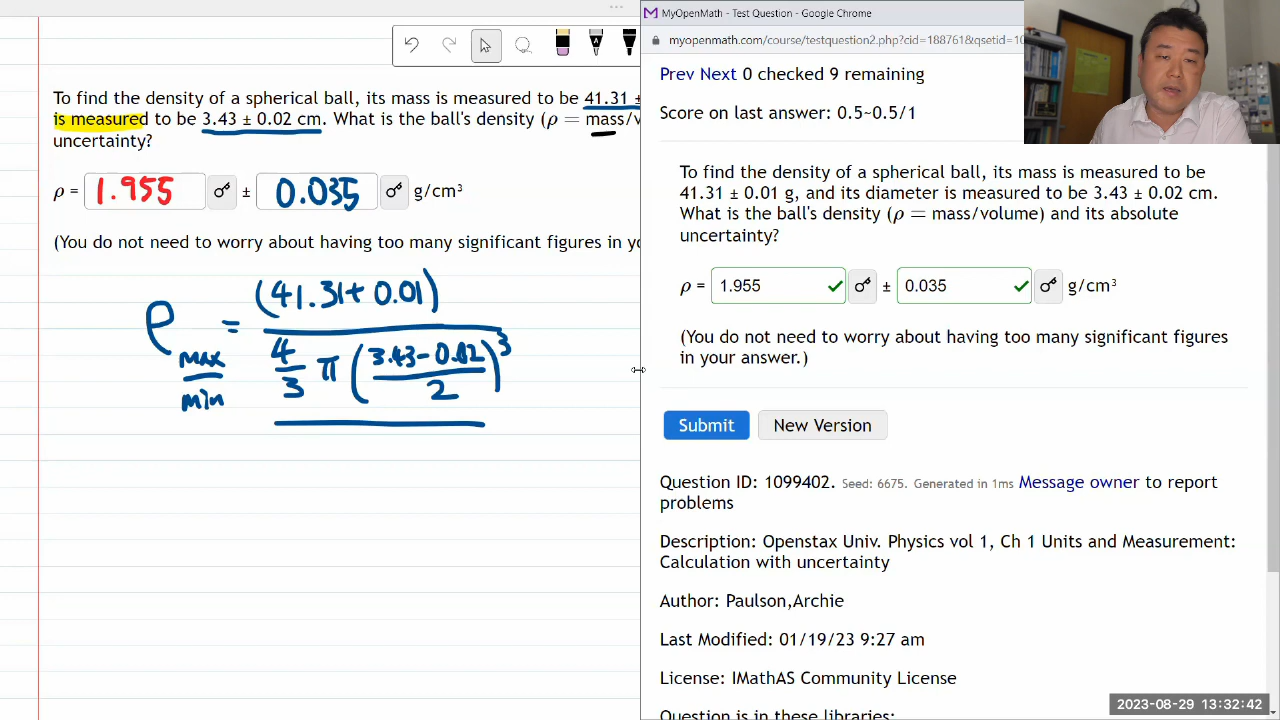 To find the density of a spherical ball, its mass is measured to be 41.31 ±
is measured to be 3.43 ± 0.02 cm. What is the ball's density (ρ = mass/v
uncertainty?
ρ = 1.955 ± 0.035 g/cm³
(You do not need to worry about having too many significant figures in yo
ρ max/min = (41.31+0.01) / (4/3 π ((3.43-0.02)/2)³)
MyOpenMath - Test Question - Google Chrome
myopenmath.com/course/testquestion2.php?cid=188761&qsetid=10
Prev Next 0 checked 9 remaining
Score on last answer: 0.5~0.5/1
To find the density of a spherical ball, its mass is measured to be
41.31 ± 0.01 g, and its diameter is measured to be 3.43 ± 0.02 cm.
What is the ball's density (ρ = mass/volume) and its absolute
uncertainty?
ρ = 1.955 ± 0.035 g/cm³
(You do not need to worry about having too many significant figures
in your answer.)
Submit New Version
Question ID: 1099402. Seed: 6675. Generated in 1ms Message owner to report
problems
Description: Openstax Univ. Physics vol 1, Ch 1 Units and Measurement:
Calculation with uncertainty
Author: Paulson,Archie
Last Modified: 01/19/23 9:27 am
License: IMathAS Community License
Question is in these libraries:
2023-08-29 13:32:42